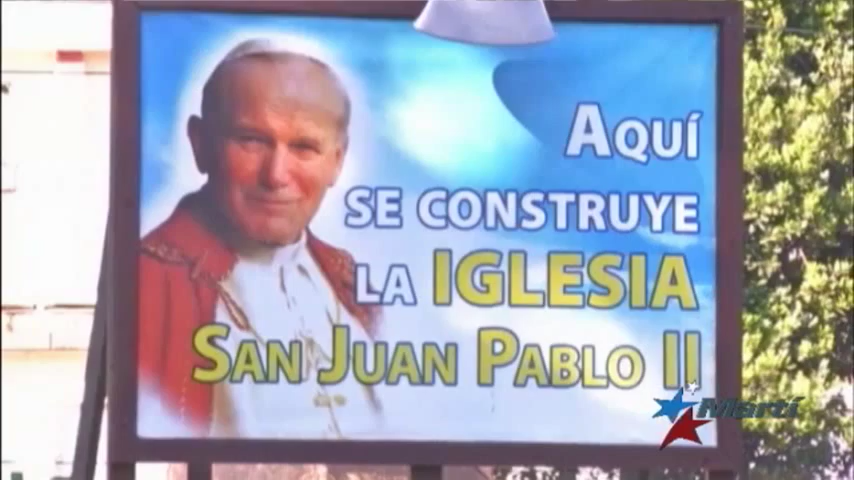 AQUÍ
SE CONSTRUYE
LA IGLESIA
SAN JUAN PABLO II
Martí